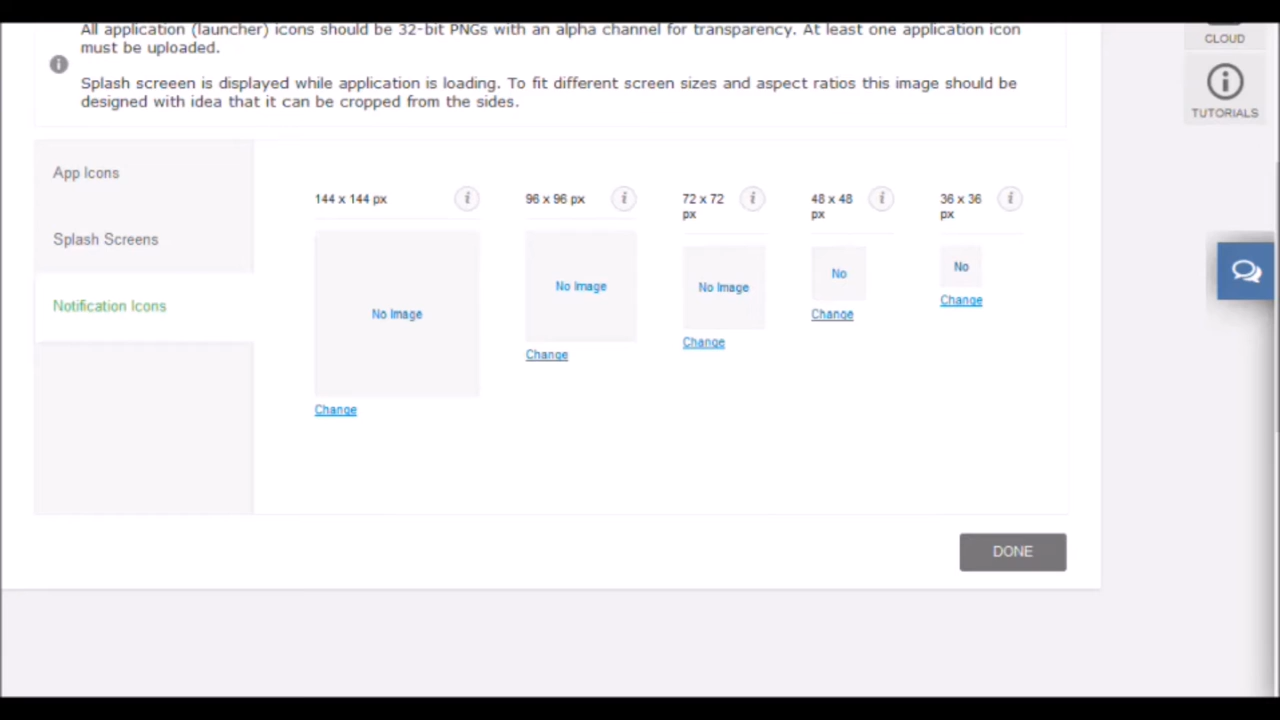 All application (launcher) icons should be 32-bit PNGs with an alpha channel for transparency. At least one application icon
must be uploaded.
Splash screeen is displayed while application is loading. To fit different screen sizes and aspect ratios this image should be
designed with idea that it can be cropped from the sides.
CLOUD
TUTORIALS
App Icons
Splash Screens
Notification Icons
144 x 144 px
96 x 96 px
72 x 72
px
48 x 48
px
36 x 36
px
No Image
No Image
No Image
No
No
Change
Change
Change
Change
Change
DONE